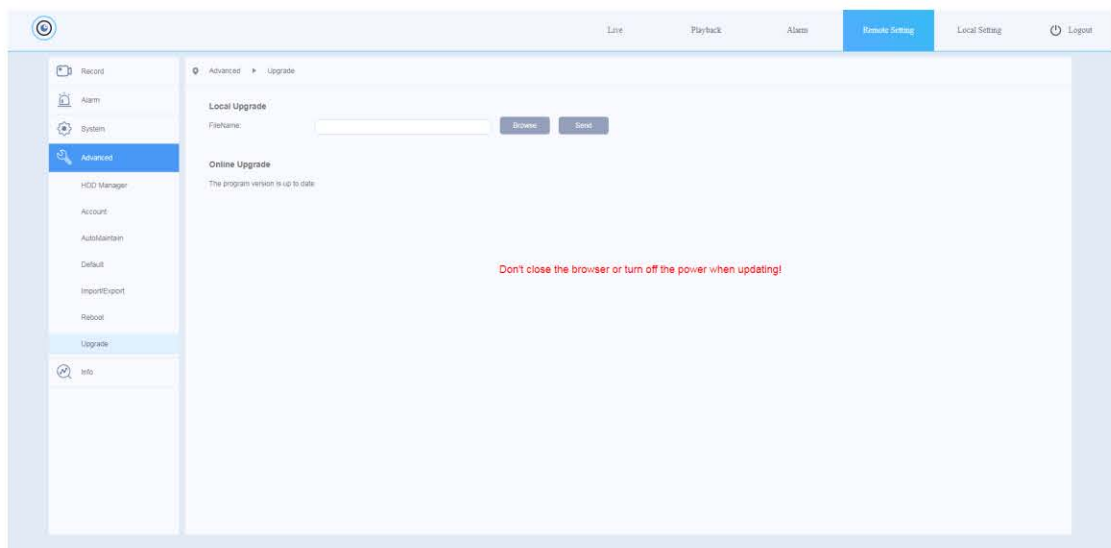 Live Playback Alarm Remote Setting Local Setting Logout
Record
Alarm
System
Advanced
HDD Manager
Account
AutoMaintain
Default
Import/Export
Reboot
Upgrade
Info
Advanced Upgrade
Local Upgrade
FileName: Browse Send
Online Upgrade
The program version is up to date
Don't close the browser or turn off the power when updating!